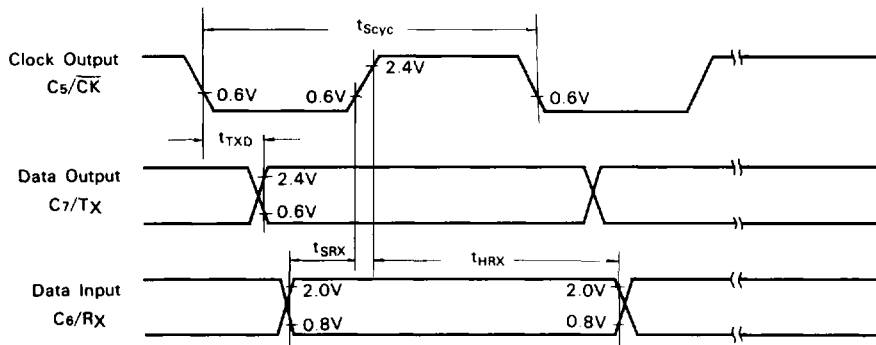 tScyc
Clock Output
C5/C̅K̅
0.6V
0.6V
2.4V
0.6V
tTXD
Data Output
C7/TX
2.4V
0.6V
tSRX
tHRX
Data Input
C6/RX
2.0V
0.8V
2.0V
0.8V